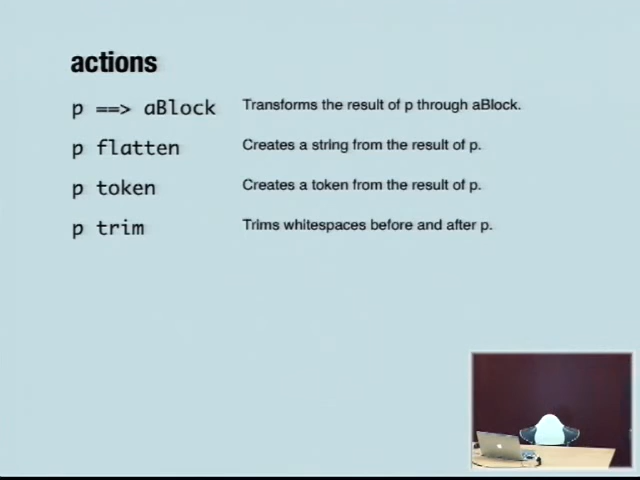 actions
p ==> aBlock Transforms the result of p through aBlock.
p flatten Creates a string from the result of p.
p token Creates a token from the result of p.
p trim Trims whitespaces before and after p.